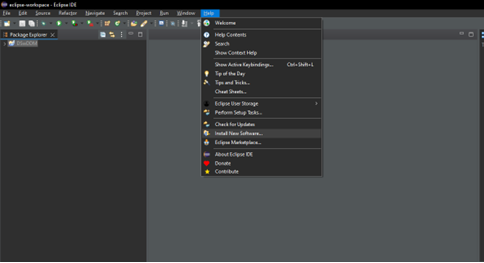 eclipse-workspace - Eclipse IDE
File Edit Source Refactor Navigate Search Project Run Window Help
Package Explorer
Welcome
Help Contents
Search
Show Context Help
Show Active Keybindings... Ctrl+Shift+L
Tip of the Day
Tips and Tricks...
Cheat Sheets...
Eclipse User Storage
Perform Setup Tasks...
Check for Updates
Install New Software...
Eclipse Marketplace...
About Eclipse IDE
Donate
Contribute